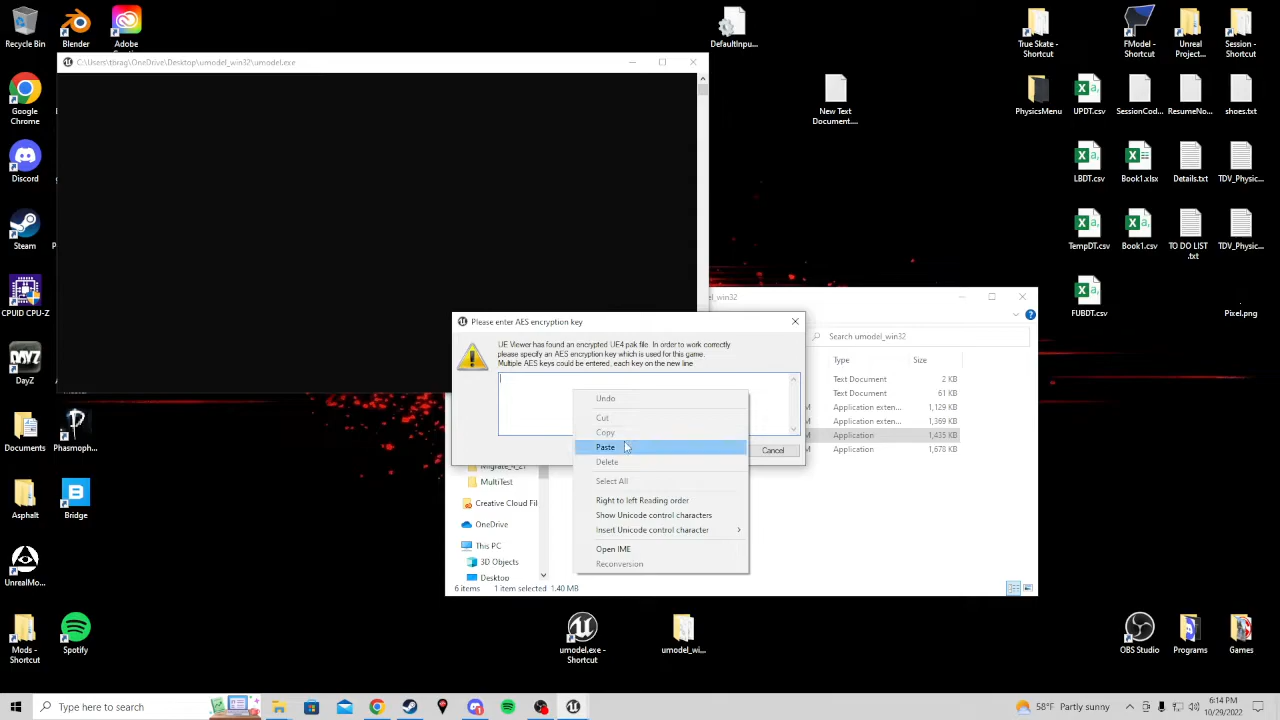 Recycle Bin
Blender
Adobe
DefaultInpu...
True Skate -
Shortcut
FModel -
Shortcut
Unreal
Project...
Session -
Shortcut
C:\Users\tbrag\OneDrive\Desktop\umodel_win32\umodel.exe
Google
Chrome
New Text
Document....
PhysicsMenu
UPDT.csv
SessionCod...
ResumeNo...
shoes.txt
Discord
LBDT.csv
Book1.xlsx
Details.txt
TDV_Physic...
Steam
TempDT.csv
Book1.csv
TO DO LIST
.txt
TDV_Physic...
CPUID CPU-Z
FUBDT.csv
Pixel.png
el_win32
Search umodel_win32
Type
Size
Text Document
2 KB
Text Document
61 KB
Application exten...
1,129 KB
Application exten...
1,369 KB
Application
1,435 KB
Application
1,678 KB
Please enter AES encryption key
UE Viewer has found an encrypted UE4 pak file. In order to work correctly
please specify an AES encryption key which is used for this game.
Multiple AES keys could be entered, each key on the new line
Cancel
Undo
Cut
Copy
Paste
Delete
Select All
Right to left Reading order
Show Unicode control characters
Insert Unicode control character
Open IME
Reconversion
DayZ
Documents
Phasmoph...
Migrate_4_21
MultiTest
Creative Cloud Fil
OneDrive
This PC
3D Objects
Desktop
6 items
1 item selected 1.40 MB
Asphalt
Bridge
UnrealMo...
Mods -
Shortcut
Spotify
umodel.exe -
Shortcut
umodel_wi...
OBS Studio
Programs
Games
Type here to search
58°F Partly sunny
6:14 PM
10/29/2022